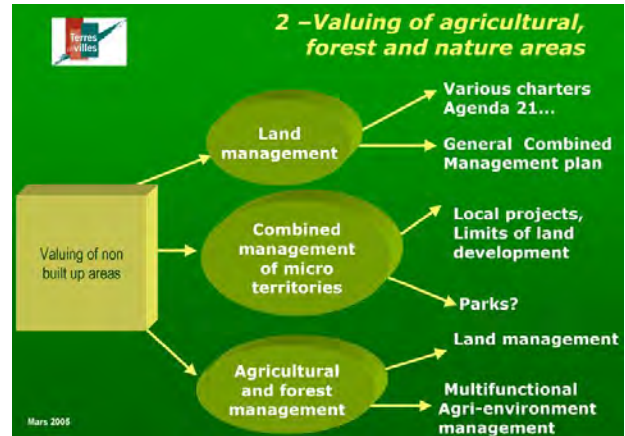 Terres
en villes
2 –Valuing of agricultural,
forest and nature areas
Various charters
Agenda 21...
Land
management
General Combined
Management plan
Valuing of non
built up areas
Combined
management
of micro
territories
Local projects,
Limits of land
development
Parks?
Land management
Agricultural
and forest
management
Multifunctional
Agri-environment
management
Mars 2005